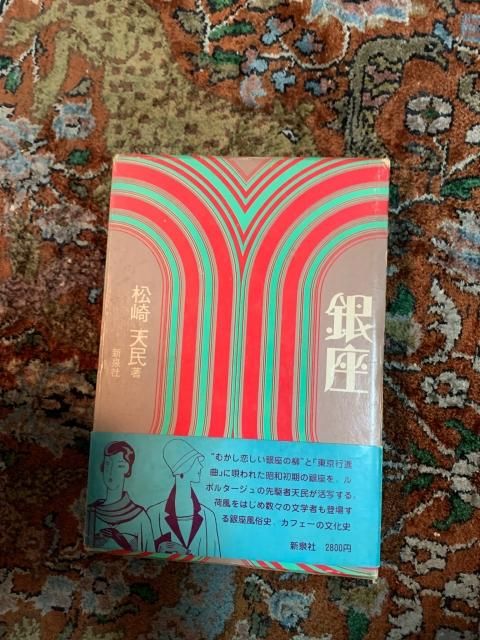 銀座
松崎天民著
新泉社
"むかし恋しい銀座の柳"と「東京行進
曲」に唄われた昭和初期の銀座を、ル
ポルタージュの先駆者天民が活写する。
荷風をはじめ数々の文学者も登場す
る銀座風俗史、カフェーの文化史
新泉社 2800円